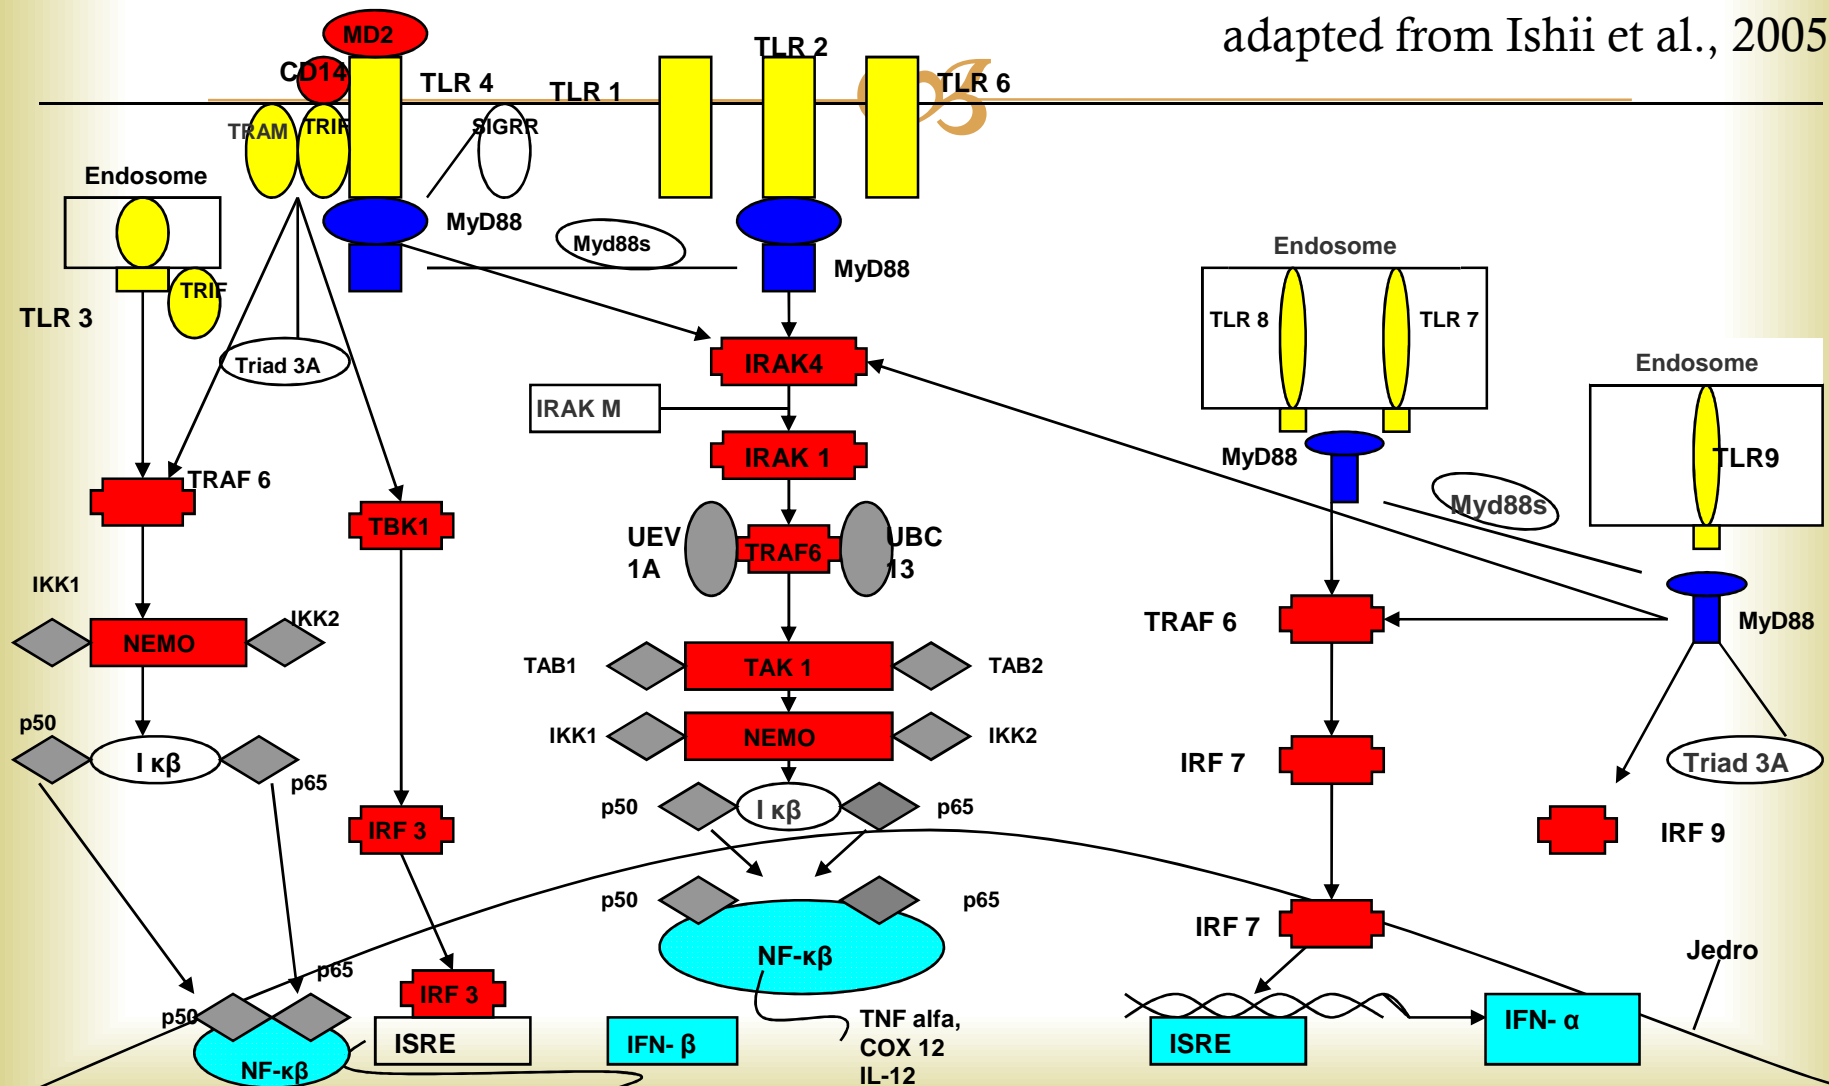 adapted from Ishii et al., 2005
MD2
CD14
TLR 4
TLR 1
TLR 2
TLR 6
TRAM
TRIF
SIGRR
Endosome
MyD88
Myd88s
MyD88
TRIF
TLR 3
Triad 3A
Endosome
TLR 8
TLR 7
IRAK4
IRAK M
IRAK 1
Endosome
TLR9
MyD88
Myd88s
TRAF 6
TBK1
UEV
1A
TRAF6
UBC
13
IKK1
IKK2
NEMO
TRAF 6
MyD88
TAB1
TAK 1
TAB2
p50
I κβ
p65
IKK1
NEMO
IKK2
IRF 7
Triad 3A
p50
I κβ
p65
IRF 3
IRF 9
p50
p65
IRF 7
NF-κβ
Jedro
p65
p50
IRF 3
ISRE
NF-κβ
IFN- β
TNF alfa,
COX 12
IL-12
ISRE
IFN- α